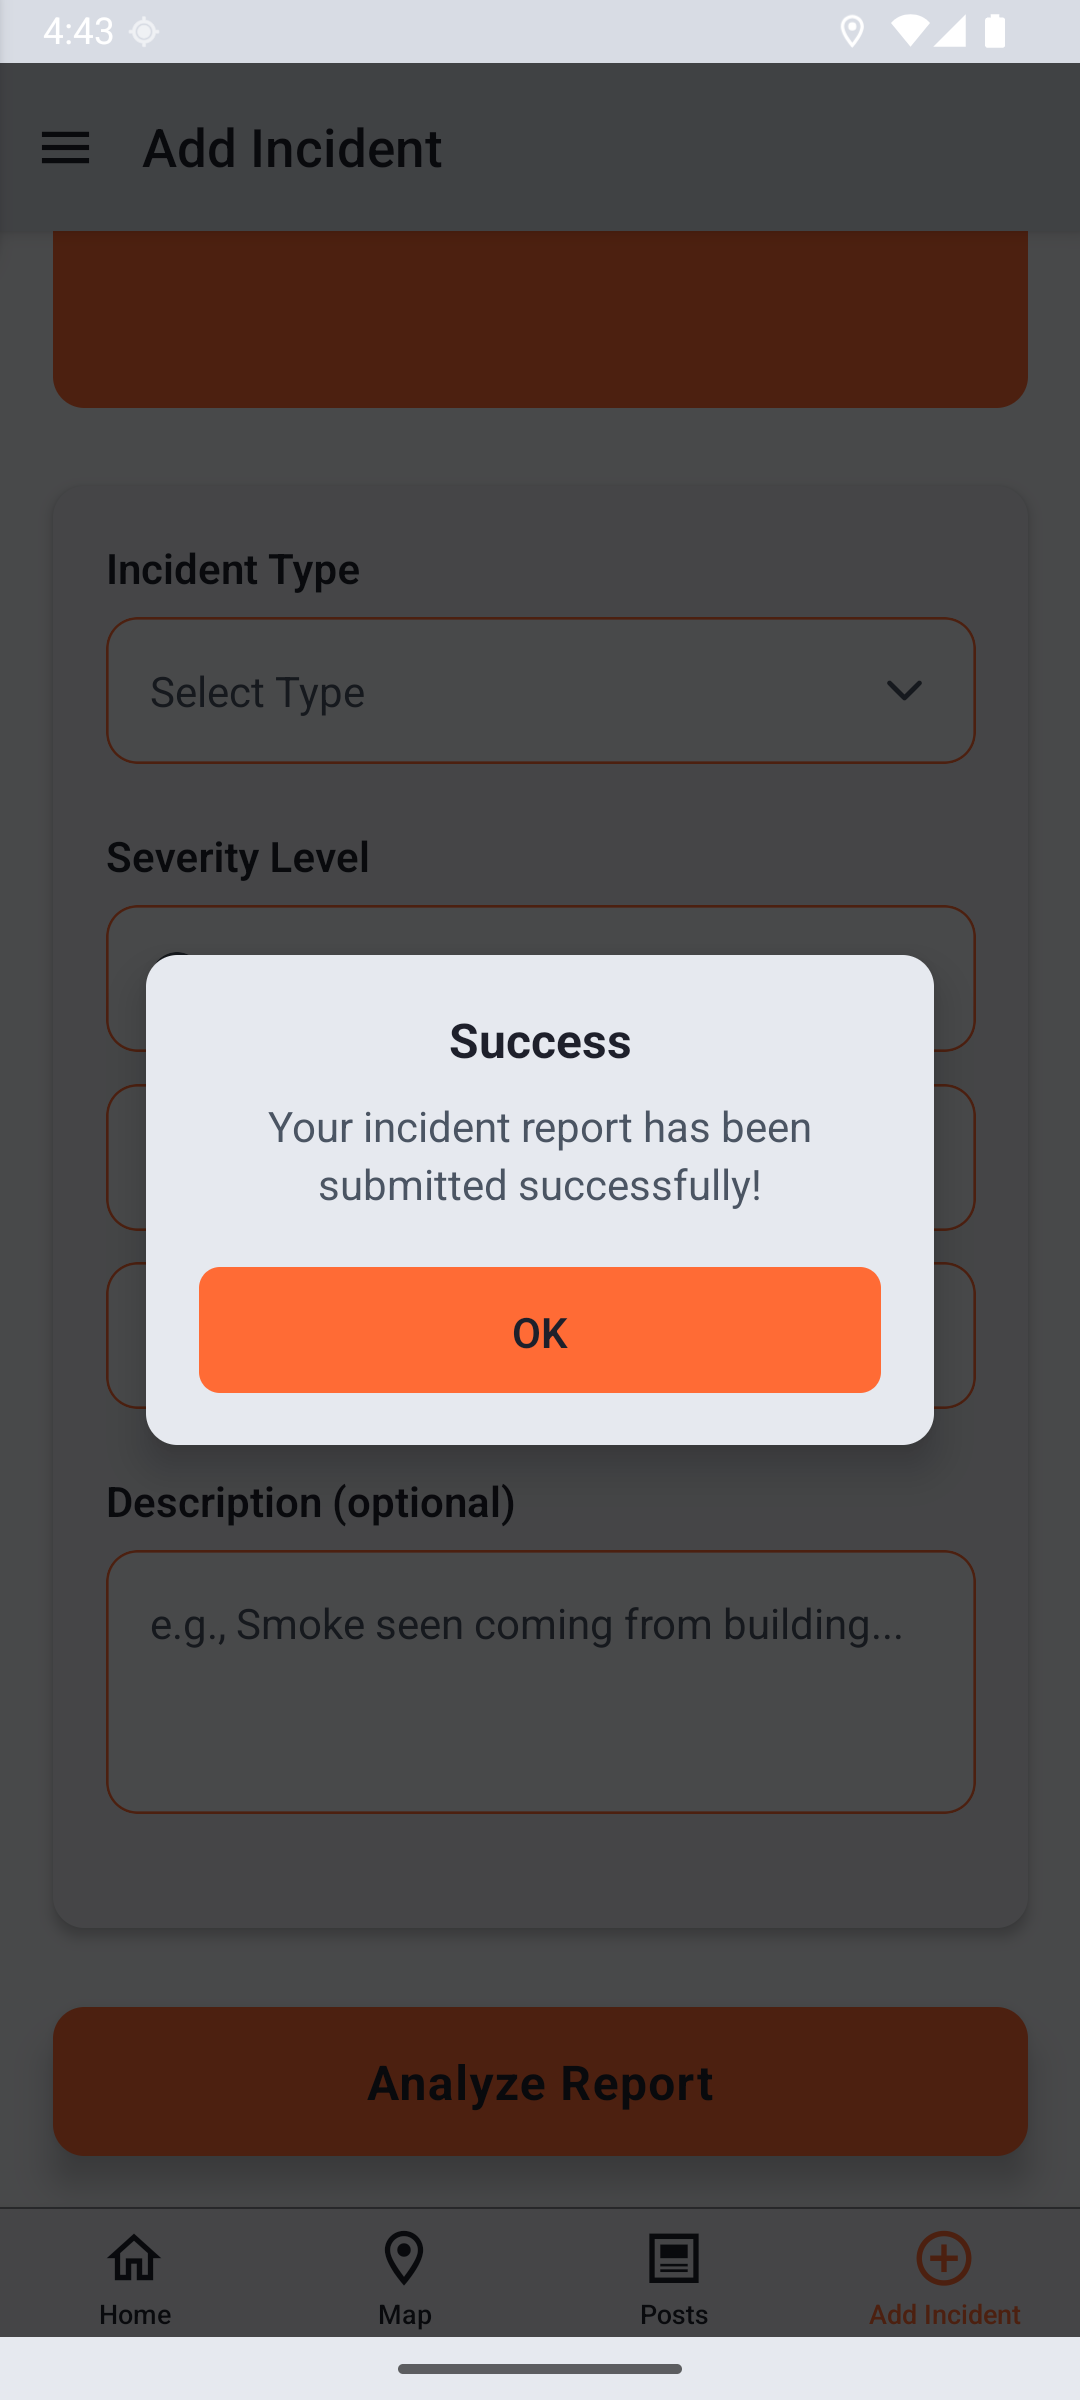 4:43
Add Incident
Incident Type
Select Type
Severity Level
Success
Your incident report has been
submitted successfully!
OK
Description (optional)
e.g., Smoke seen coming from building...
Analyze Report
Home
Map
Posts
Add Incident